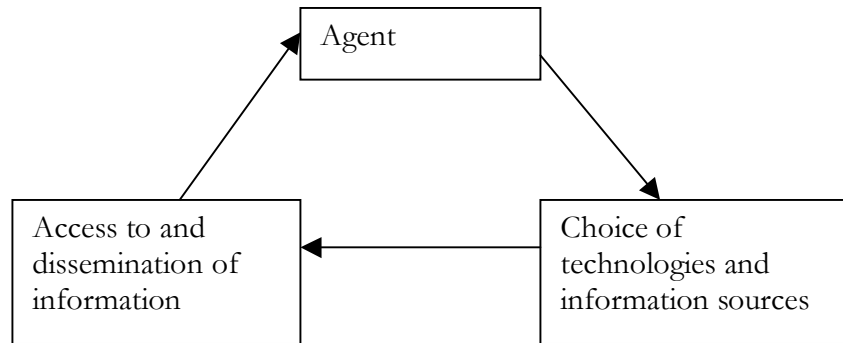 Agent
Access to and
dissemination of
information
Choice of
technologies and
information sources